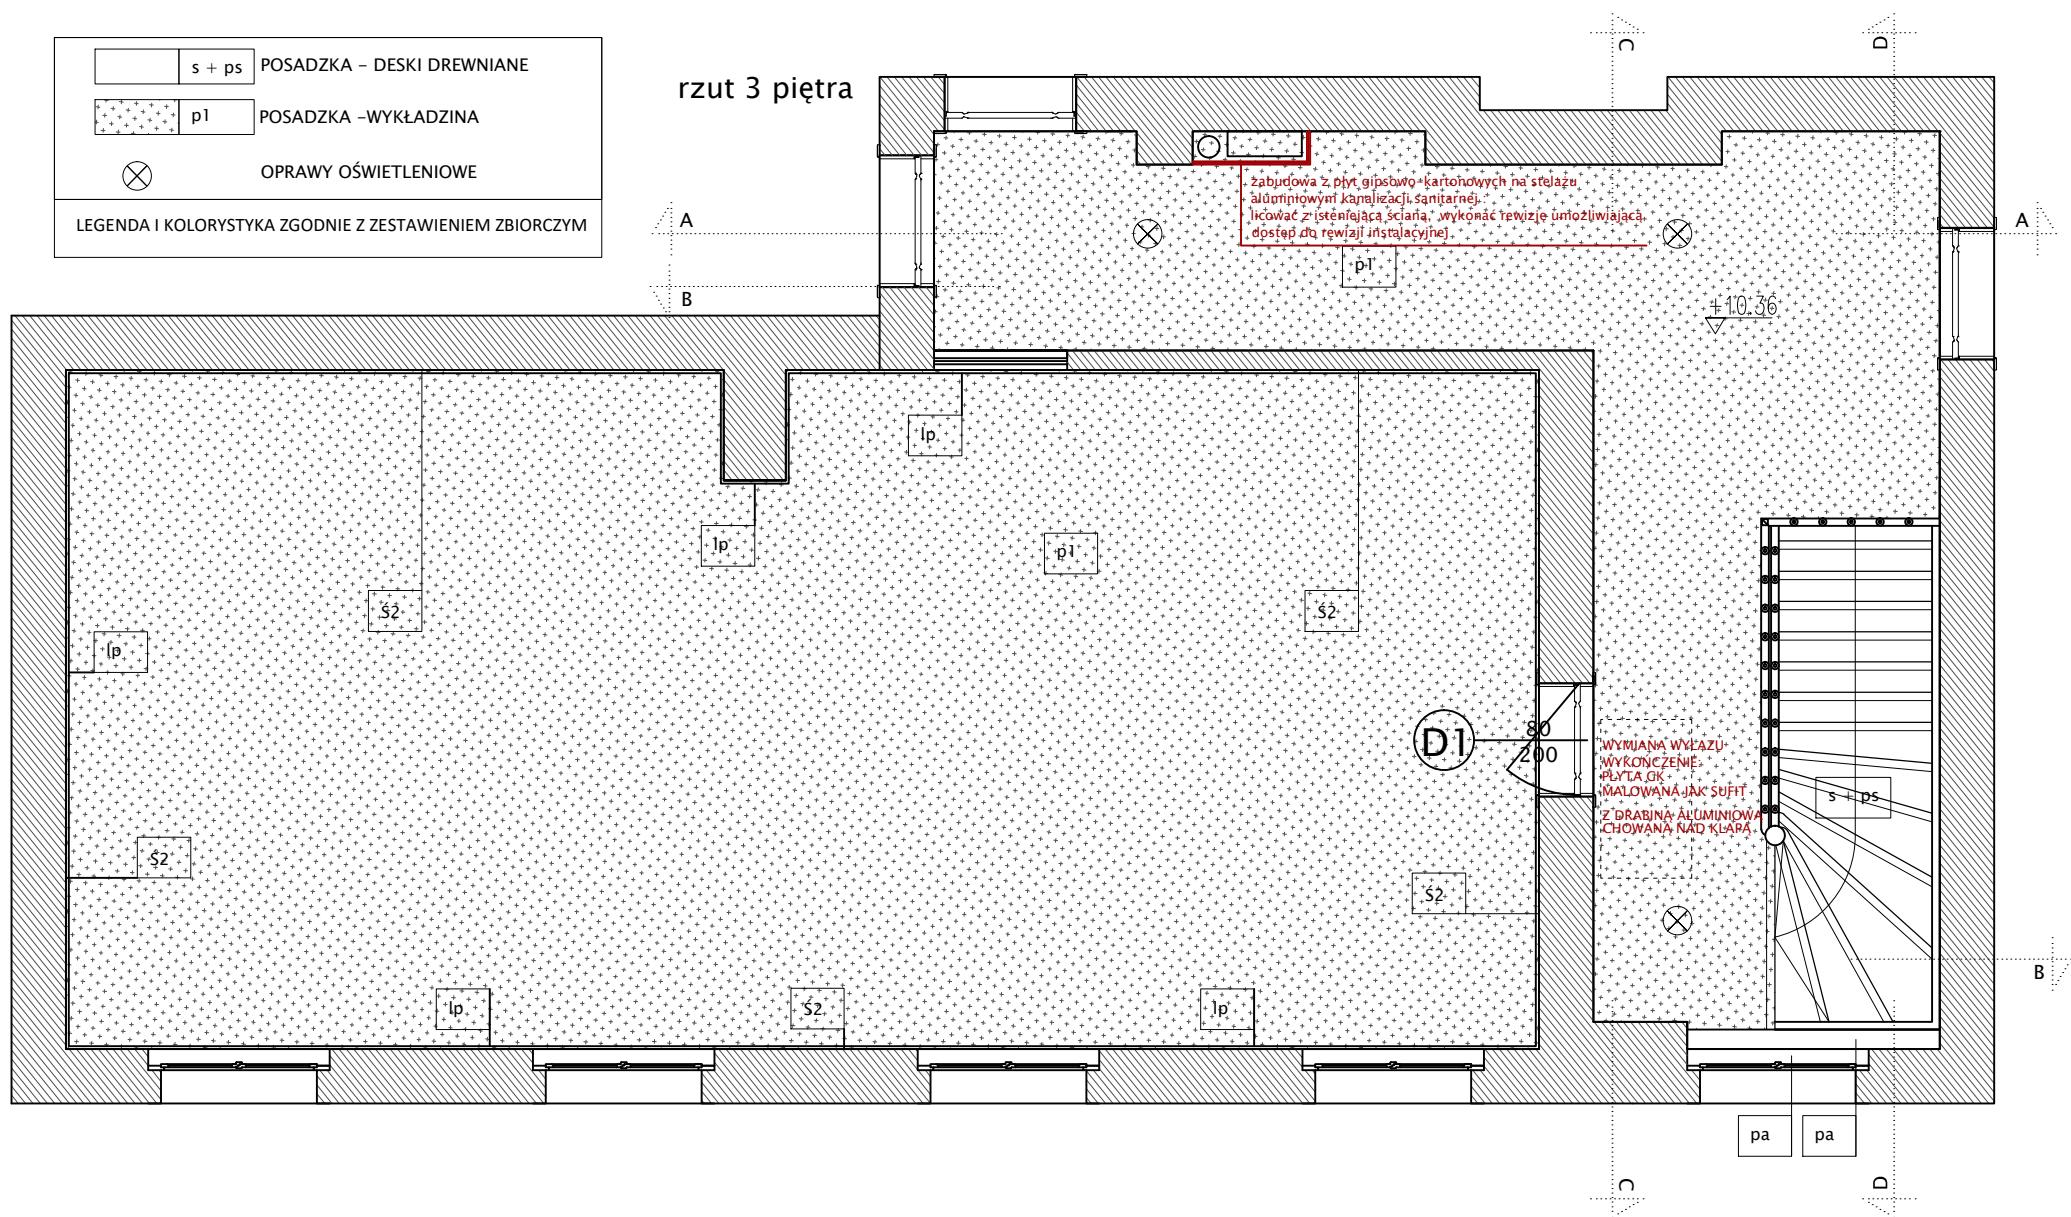 s + ps POSADZKA - DESKI DREWNIANE
p1 POSADZKA -WYKŁADZINA
OPRAWY OŚWIETLENIOWE
LEGENDA I KOLORYSTYKA ZGODNIE Z ZESTAWIENIEM ZBIORCZYM
rzut 3 piętra
C
D
A
A
B
zabudowa z płyt gipsowo-kartonowych na stelażu
aluminiowym kanalizacji sanitarnej.
licować z isteniejącą ścianą, wykonać rewizję umożliwiającą
dostęp do rewizji instalacyjnej
p1
+10.36
lp
lp
p1
Ś2
Ś2
lp
D1
80
200
WYMIANA WYŁAZU
WYKOŃCZENIE:
PŁYTA GK
MALOWANA JAK SUFIT
Z DRABINĄ ALUMINIOWĄ
CHOWANĄ NAD KLAPĄ
s + ps
Ś2
Ś2
B
lp
Ś2
lp
pa
pa
C
D